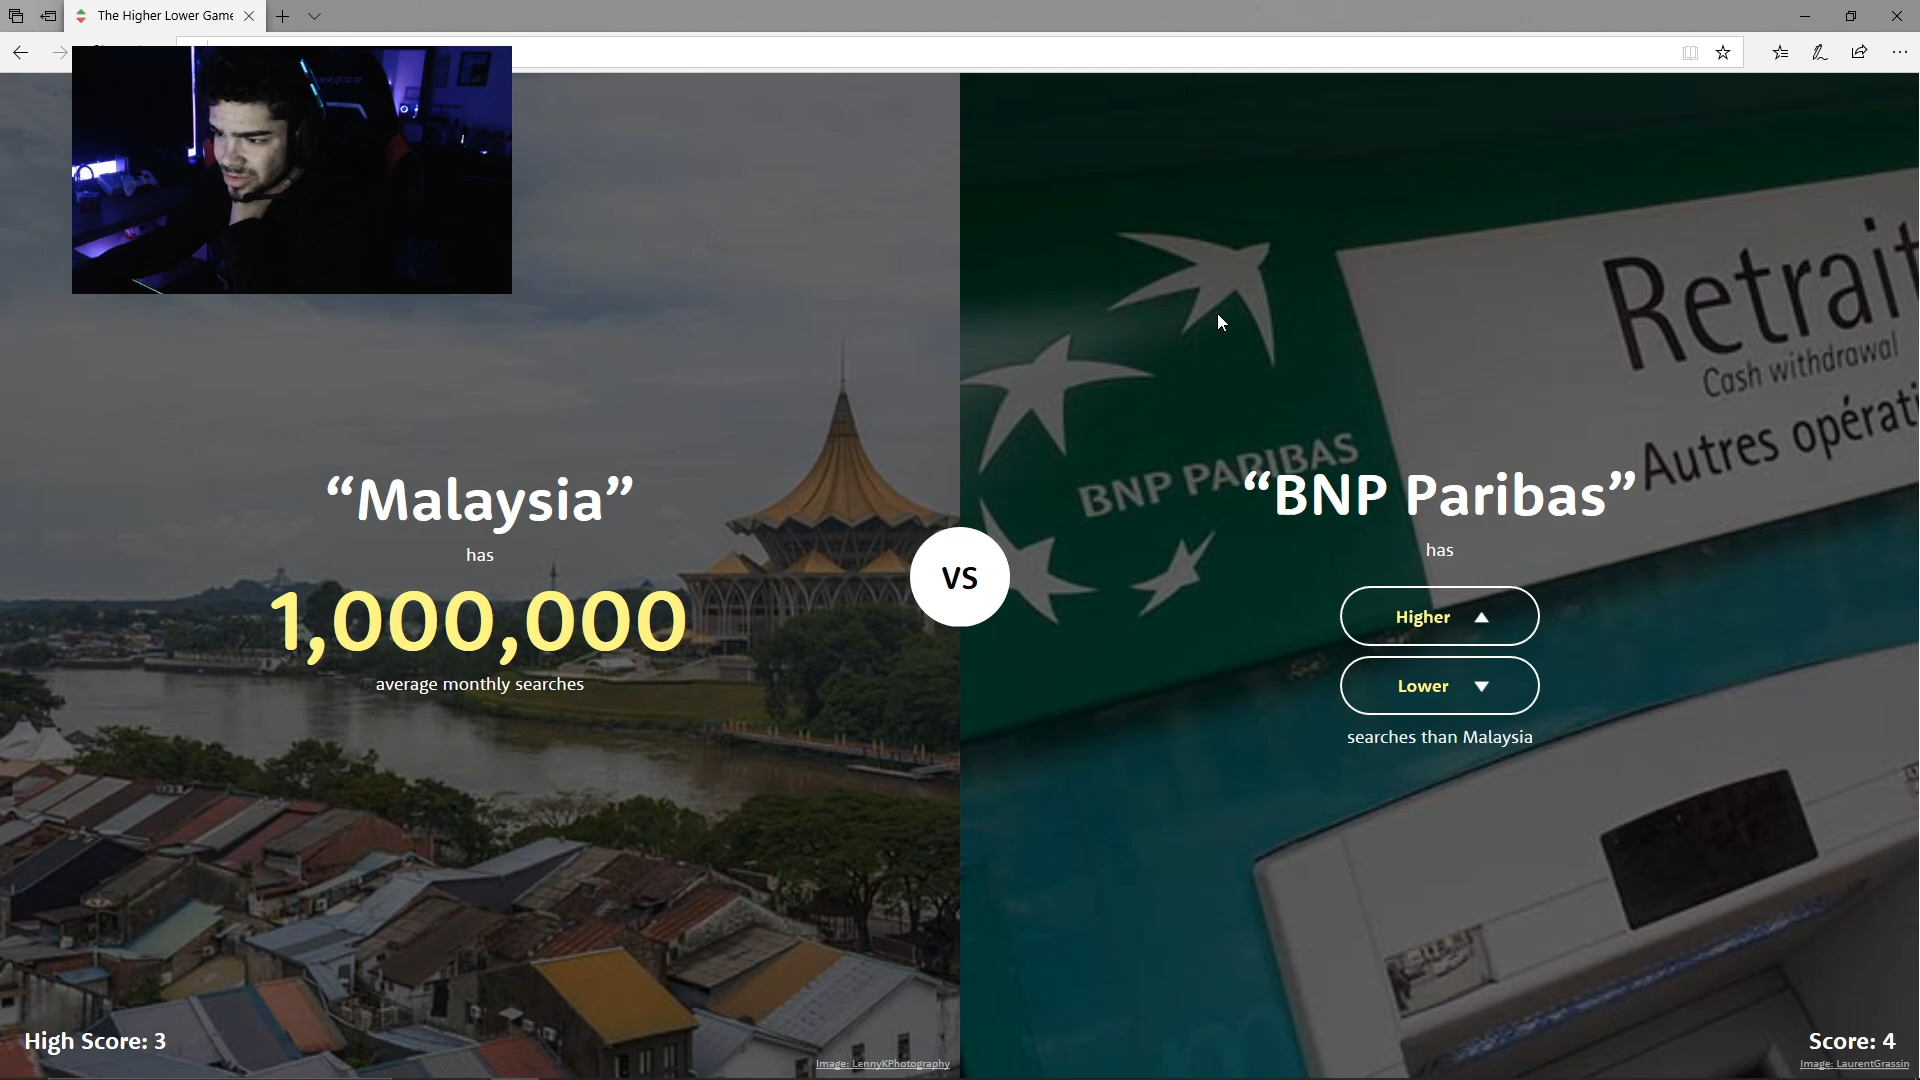 The Higher Lower Game
“Malaysia”
has
1,000,000
average monthly searches
VS
Retrait
Cash withdrawal
Autres opérati
BNP PARIBAS
“BNP Paribas”
has
Higher
Lower
searches than Malaysia
High Score: 3
Image: LennyKPhotography
Score: 4
Image: LaurentGrassin